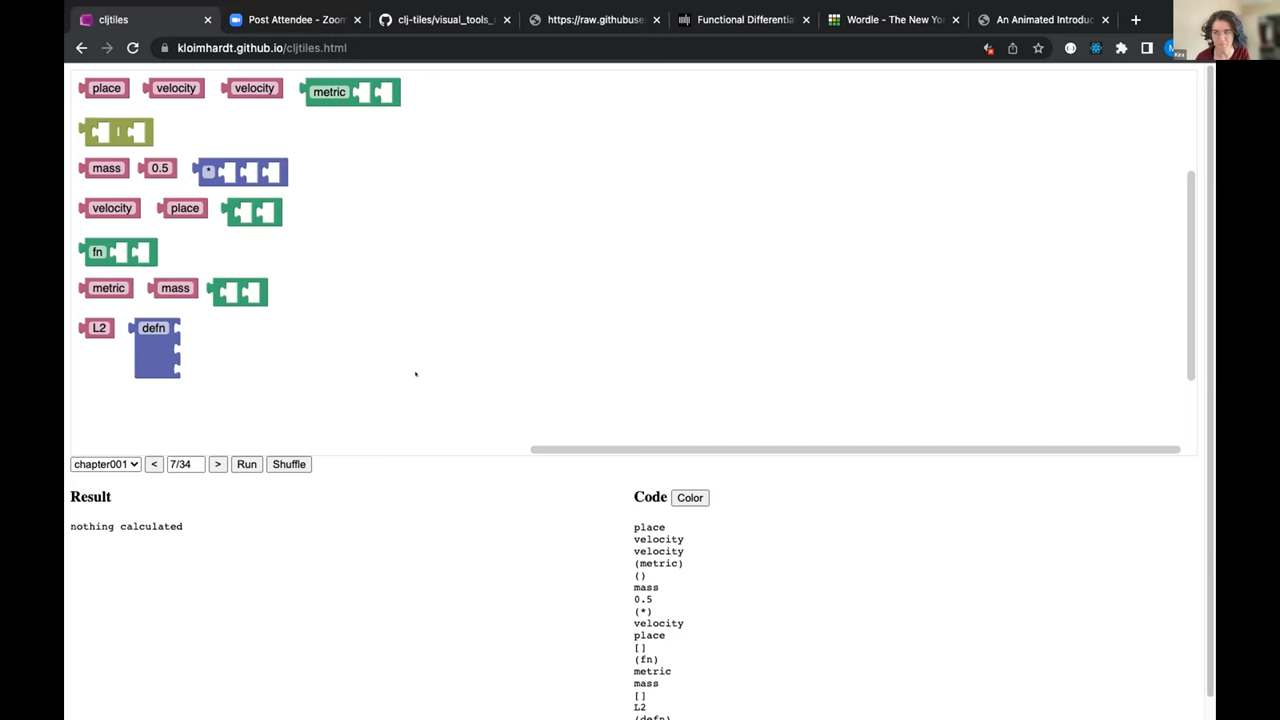 cljtiles
Post Attendee - Zoom
clj-tiles/visual_tools_
https://raw.githubuse
Functional Differentia
Wordle - The New Yor
An Animated Introduc
kloimhardt.github.io/cljtiles.html
Kira
place velocity velocity metric
mass 0.5 *
velocity place
fn
metric mass
L2 defn
chapter001 < 7/34 > Run Shuffle
Result
nothing calculated
Code Color
place
velocity
velocity
(metric)
()
mass
0.5
(*)
velocity
place
[]
(fn)
metric
mass
[]
L2
(defn)